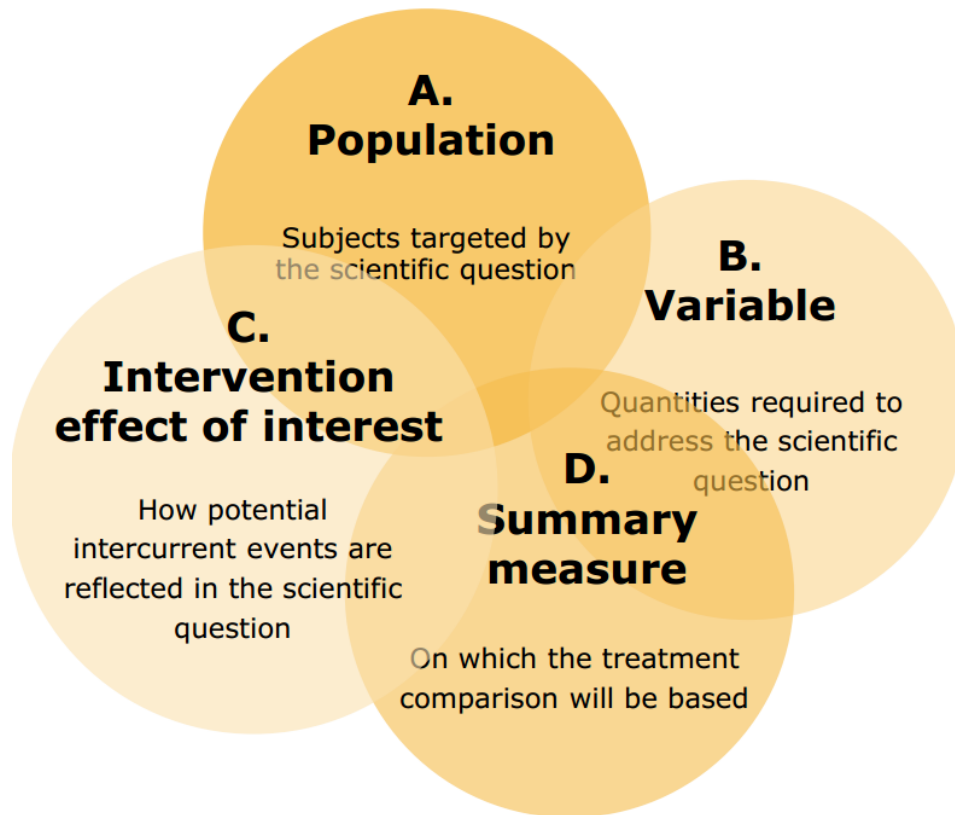 A.
Population
Subjects targeted by
the scientific question
B.
Variable
Quantities required to
address the scientific
question
C.
Intervention
effect of interest
How potential
intercurrent events are
reflected in the scientific
question
D.
Summary
measure
On which the treatment
comparison will be based